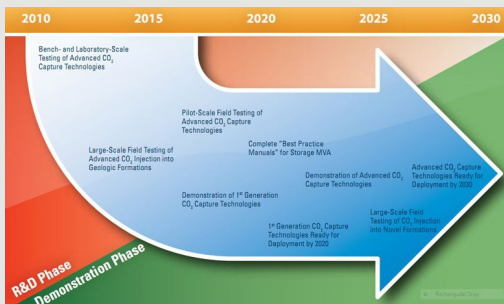 2010 2015 2020 2025 2030
Bench- and Laboratory-Scale
Testing of Advanced CO₂
Capture Technologies
Pilot-Scale Field Testing of
Advanced CO₂ Capture
Technologies
Large-Scale Field Testing of
Advanced CO₂ Injection into
Geologic Formations
Complete "Best Practice
Manuals" for Storage MVA
Demonstration of Advanced CO₂
Capture Technologies
Advanced CO₂ Capture
Technologies Ready for
Deployment by 2030
Demonstration of 1st Generation
CO₂ Capture Technologies
1st Generation CO₂ Capture
Technologies Ready for
Deployment by 2020
Large-Scale Field
Testing of CO₂ Injection
into Novel Formations
R&D Phase
Demonstration Phase